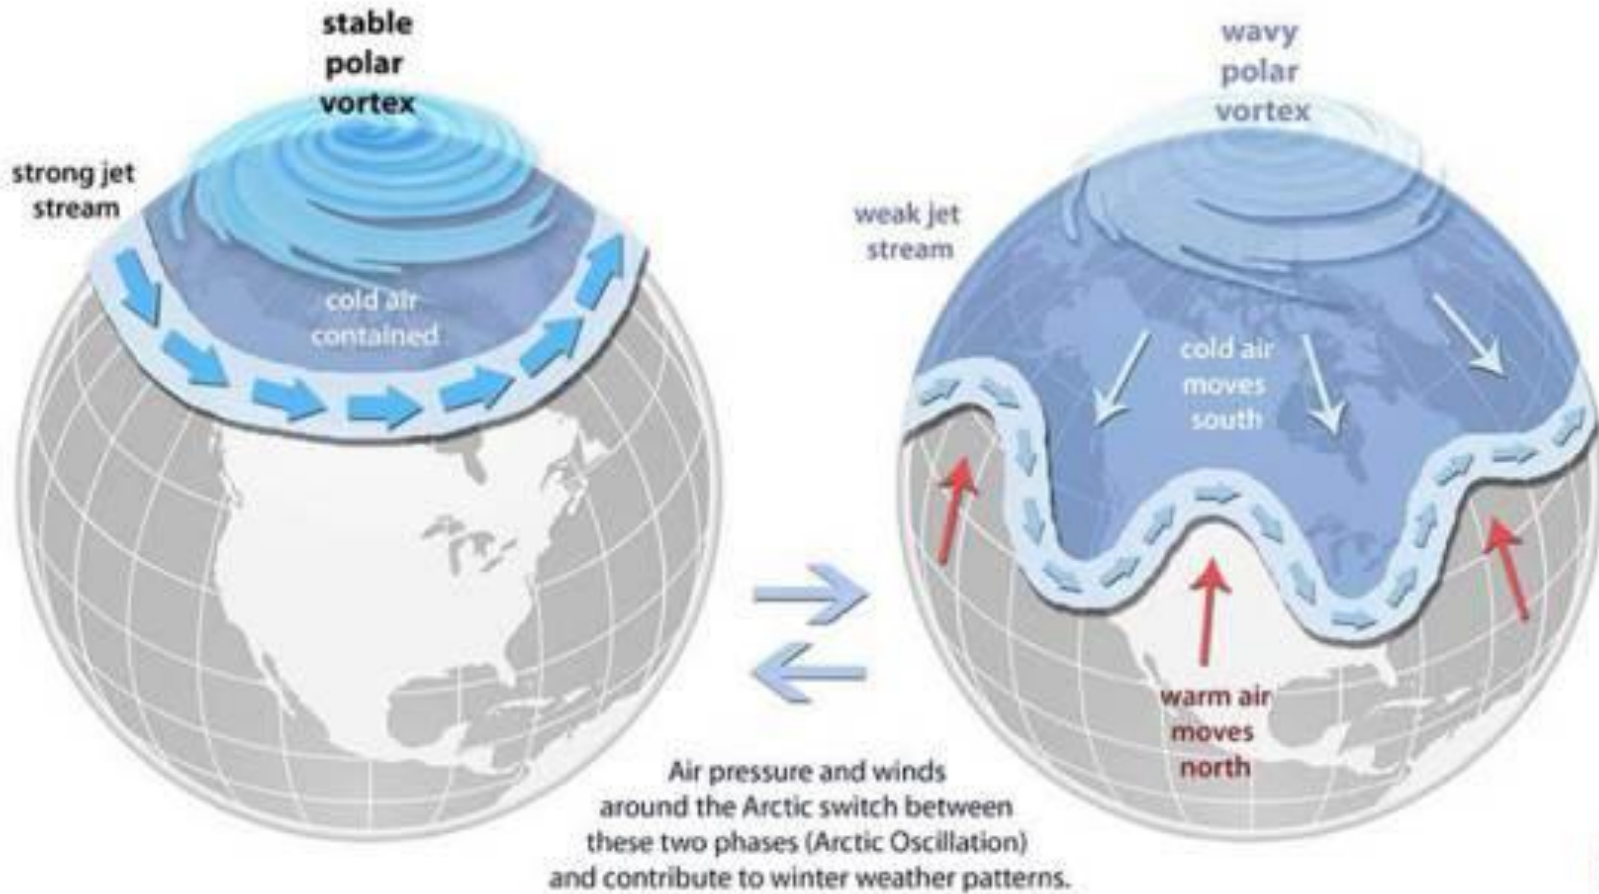 stable
polar
vortex
strong jet
stream
cold air
contained
wavy
polar
vortex
weak jet
stream
cold air
moves
south
warm air
moves
north
Air pressure and winds
around the Arctic switch between
these two phases (Arctic Oscillation)
and contribute to winter weather patterns.